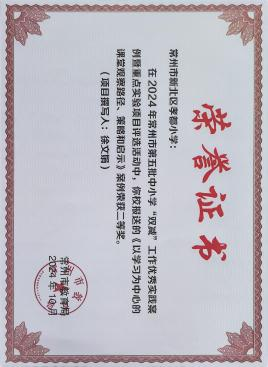 荣誉证书
常州市新北区孝都小学：
在2024年常州市第五批中小学“双减”工作优秀实践案
例暨重点实验项目评选活动中，你校报送的《以学习为中心的
课堂观察路径、策略和启示》案例荣获二等奖。
（项目撰写人：徐文娟）
常州市教育局
2024年10月